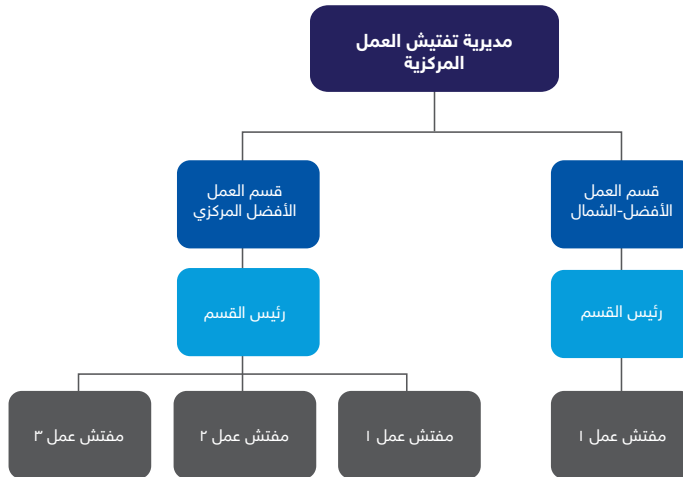 مديرية تفتيش العمل
المركزية
قسم العمل
الأفضل-الشمال
قسم العمل
الأفضل المركزي
رئيس القسم
رئيس القسم
مفتش عمل ١
مفتش عمل ١
مفتش عمل ٢
مفتش عمل ٣